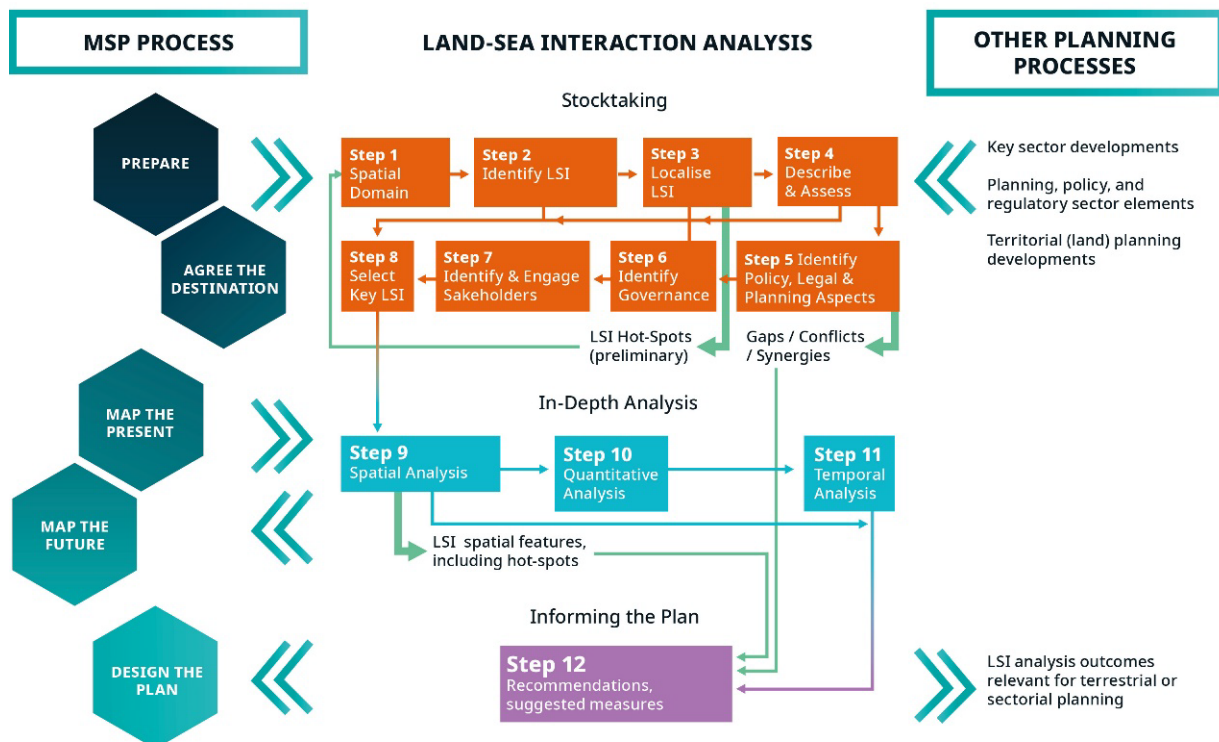 MSP PROCESS
LAND-SEA INTERACTION ANALYSIS
OTHER PLANNING
PROCESSES
Stocktaking
PREPARE
AGREE THE
DESTINATION
Step 1
Spatial
Domain
Step 2
Identify LSI
Step 3
Localise
LSI
Step 4
Describe
& Assess
Key sector developments
Planning, policy, and
regulatory sector elements
Territorial (land) planning
developments
Step 8
Select
Key LSI
Step 7
Identify & Engage
Sakeholders
Step 6
Identify
Governance
Step 5 Identify
Policy, Legal &
Planning Aspects
LSI Hot-Spots
(preliminary)
Gaps / Conflicts
/ Synergies
In-Depth Analysis
MAP THE
PRESENT
MAP THE
FUTURE
Step 9
Spatial Analysis
Step 10
Quantitative
Analysis
Step 11
Temporal
Analysis
LSI spatial features,
including hot-spots
Informing the Plan
DESIGN THE
PLAN
Step 12
Recommendations,
suggested measures
LSI analysis outcomes
relevant for terrestrial or
sectorial planning